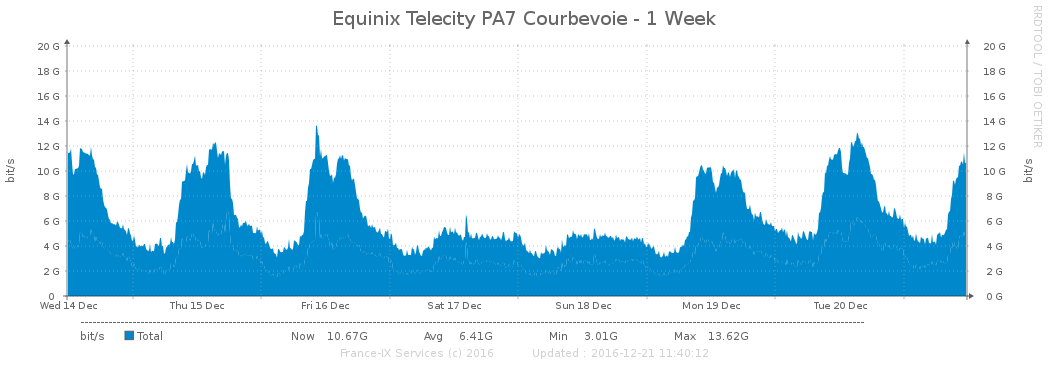 Equinix Telecity PA7 Courbevoie - 1 Week
RRDTOOL / TOBI OETIKER
20 G 20 G
18 G 18 G
16 G 16 G
14 G 14 G
12 G 12 G
10 G 10 G
8 G 8 G
6 G 6 G
4 G 4 G
2 G 2 G
0 0 G
bit/s bit/s
Wed 14 Dec Thu 15 Dec Fri 16 Dec Sat 17 Dec Sun 18 Dec Mon 19 Dec Tue 20 Dec
bit/s Total Now 10.67G Avg 6.41G Min 3.01G Max 13.62G
France-IX Services (c) 2016 Updated : 2016-12-21 11:40:12